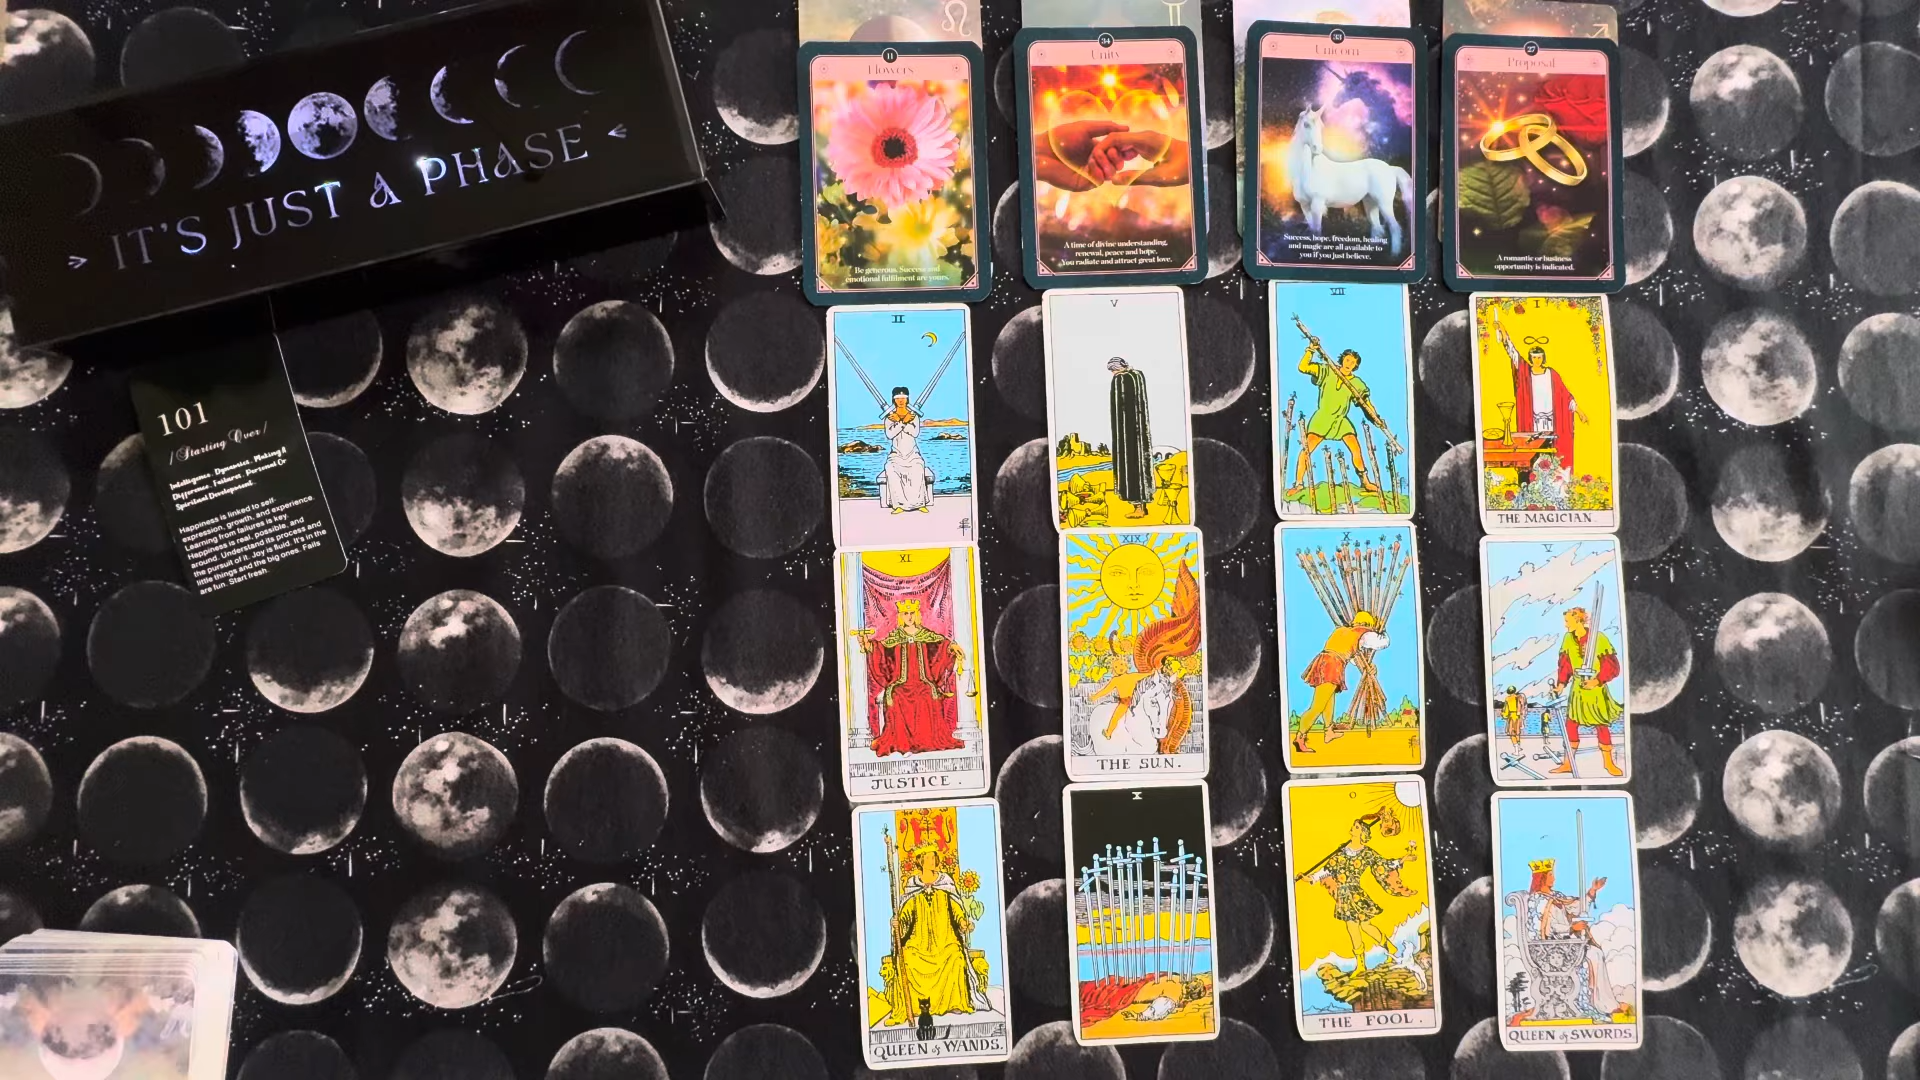 IT'S JUST A PHASE
101
/ Starting Over /
Intelligence. Dynamics. Making A
Difference. Failures. Personal Or
Spiritual Development.
Happiness is linked to self-
expression, growth, and experience.
Learning from failures is key.
Happiness is real, possible, and
around. Understand its process and
the pursuit of it. Joy is fluid. It's in the
little things and the big ones. Fails
are fun. Start fresh.
11
Flowers
Be generous. Success and
emotional fulfilment are yours.
34
Unity
A time of divine understanding,
renewal, peace and hope.
You radiate and attract great love.
33
Unicorn
Success, hope, freedom, healing
and magic are all available to
you if you just believe.
27
Proposal
A romantic or business
opportunity is indicated.
II
V
VII
I
THE MAGICIAN.
XI
JUSTICE.
XIX
THE SUN.
X
V
QUEEN of WANDS.
X
O
THE FOOL.
QUEEN of SWORDS